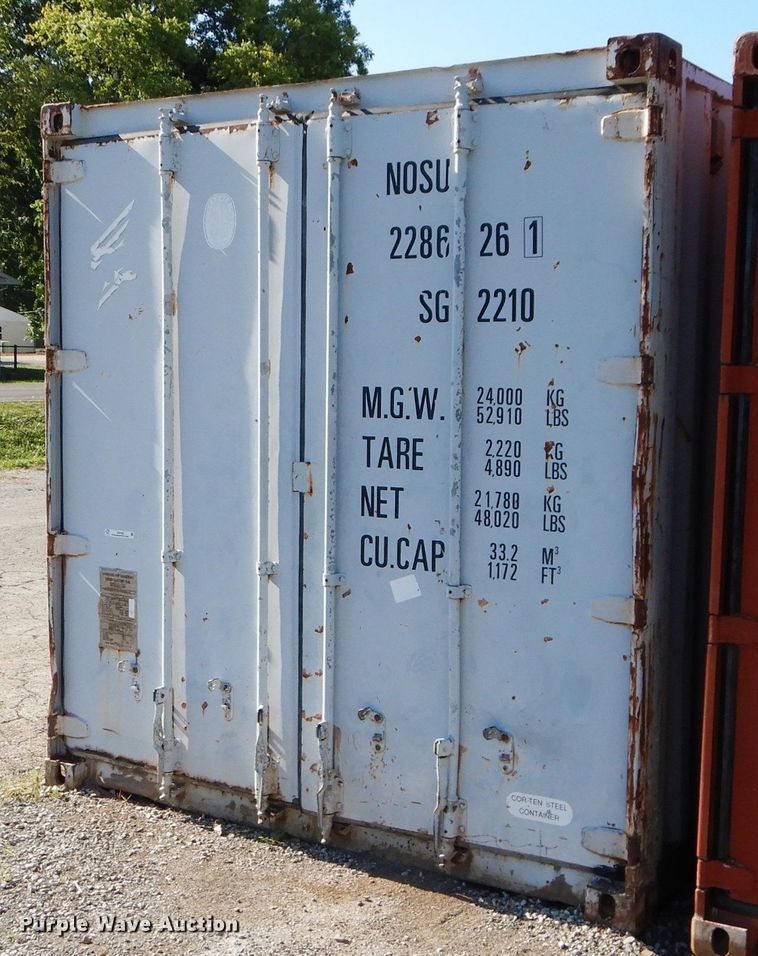 NOSU
2286 26 1
SG 2210
M.G.W. 24,000 KG
52,910 LBS
TARE 2,220 KG
4,890 LBS
NET 21,780 KG
48,020 LBS
CU.CAP 33.2 M³
1,172 FT³
COR-TEN STEEL
CONTAINER
Purple Wave Auction